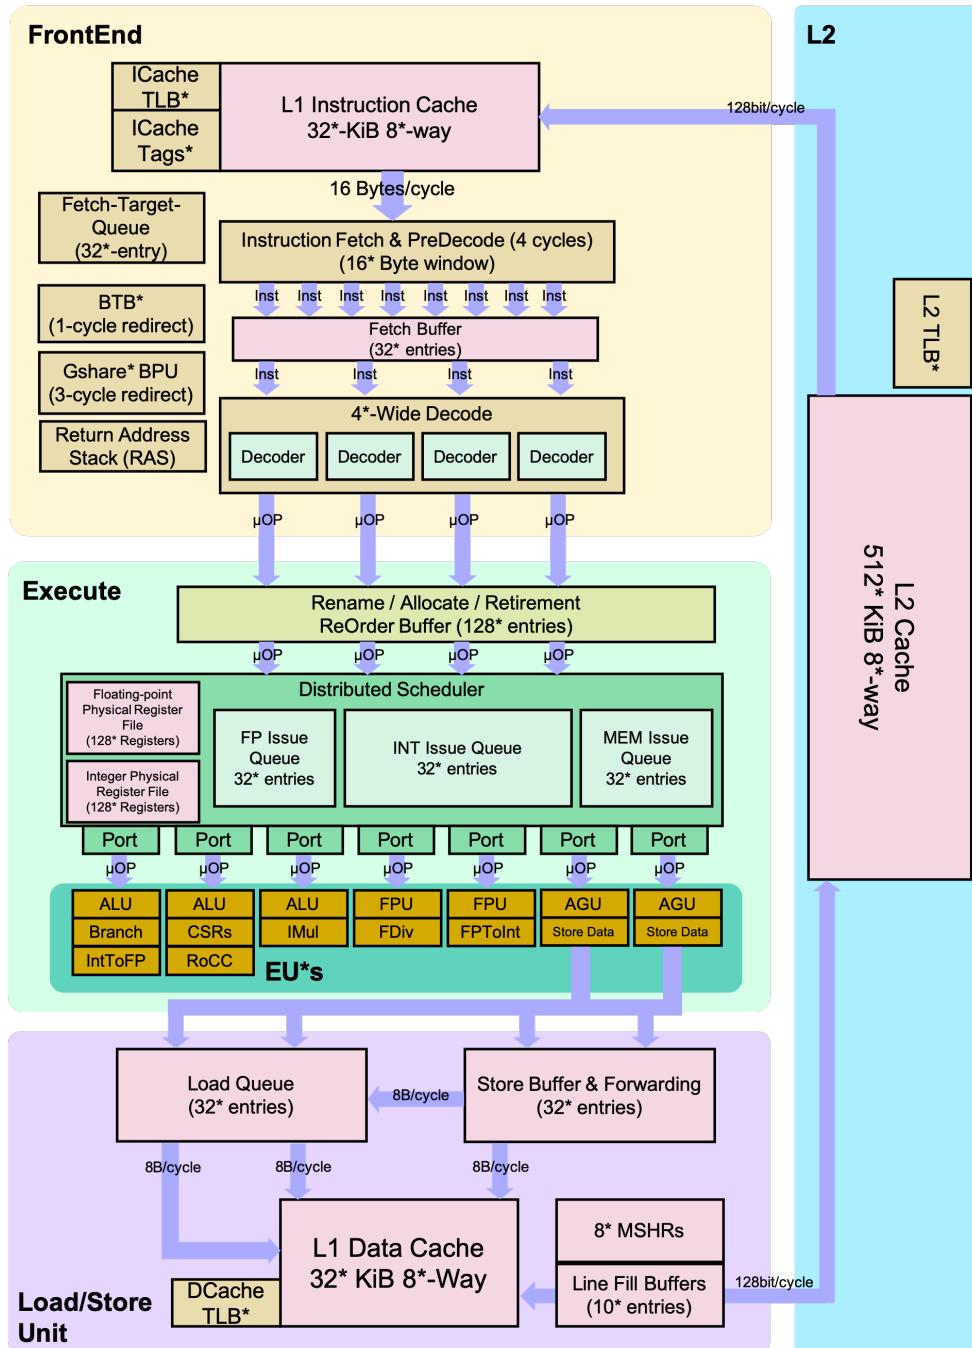 FrontEnd
L2
ICache
TLB*
ICache
Tags*
L1 Instruction Cache
32*-KiB 8*-way
128bit/cycle
16 Bytes/cycle
Fetch-Target-
Queue
(32*-entry)
Instruction Fetch & PreDecode (4 cycles)
(16* Byte window)
Inst Inst Inst Inst Inst Inst Inst Inst
BTB*
(1-cycle redirect)
Fetch Buffer
(32* entries)
L2 TLB*
Gshare* BPU
(3-cycle redirect)
Inst Inst Inst Inst
Return Address
Stack (RAS)
4*-Wide Decode
Decoder Decoder Decoder Decoder
µOP µOP µOP µOP
L2 Cache
512* KiB 8*-way
Execute
Rename / Allocate / Retirement
ReOrder Buffer (128* entries)
µOP µOP µOP µOP
Distributed Scheduler
Floating-point
Physical Register
File
(128* Registers)
Integer Physical
Register File
(128* Registers)
FP Issue
Queue
32* entries
INT Issue Queue
32* entries
MEM Issue
Queue
32* entries
Port Port Port Port Port Port Port
µOP µOP µOP µOP µOP µOP µOP
ALU ALU ALU FPU FPU AGU AGU
Branch CSRs IMul FDiv FPToInt Store Data Store Data
IntToFP RoCC
EU*s
Load Queue
(32* entries)
8B/cycle
Store Buffer & Forwarding
(32* entries)
8B/cycle 8B/cycle 8B/cycle
L1 Data Cache
32* KiB 8*-Way
8* MSHRs
Line Fill Buffers
(10* entries)
128bit/cycle
DCache
TLB*
Load/Store
Unit